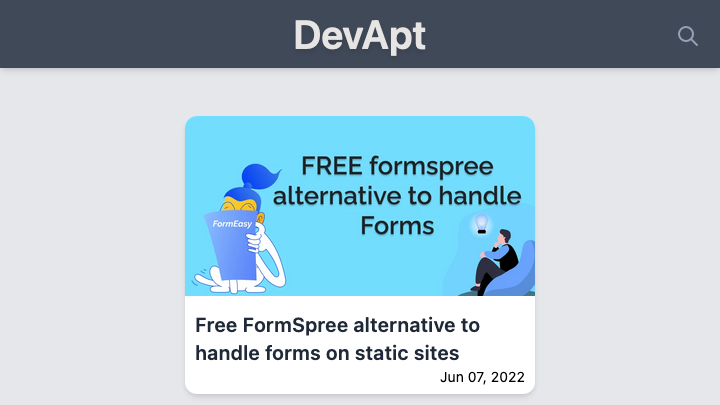 DevApt
FREE formspree
alternative to handle
Forms
FormEasy
Free FormSpree alternative to
handle forms on static sites
Jun 07, 2022